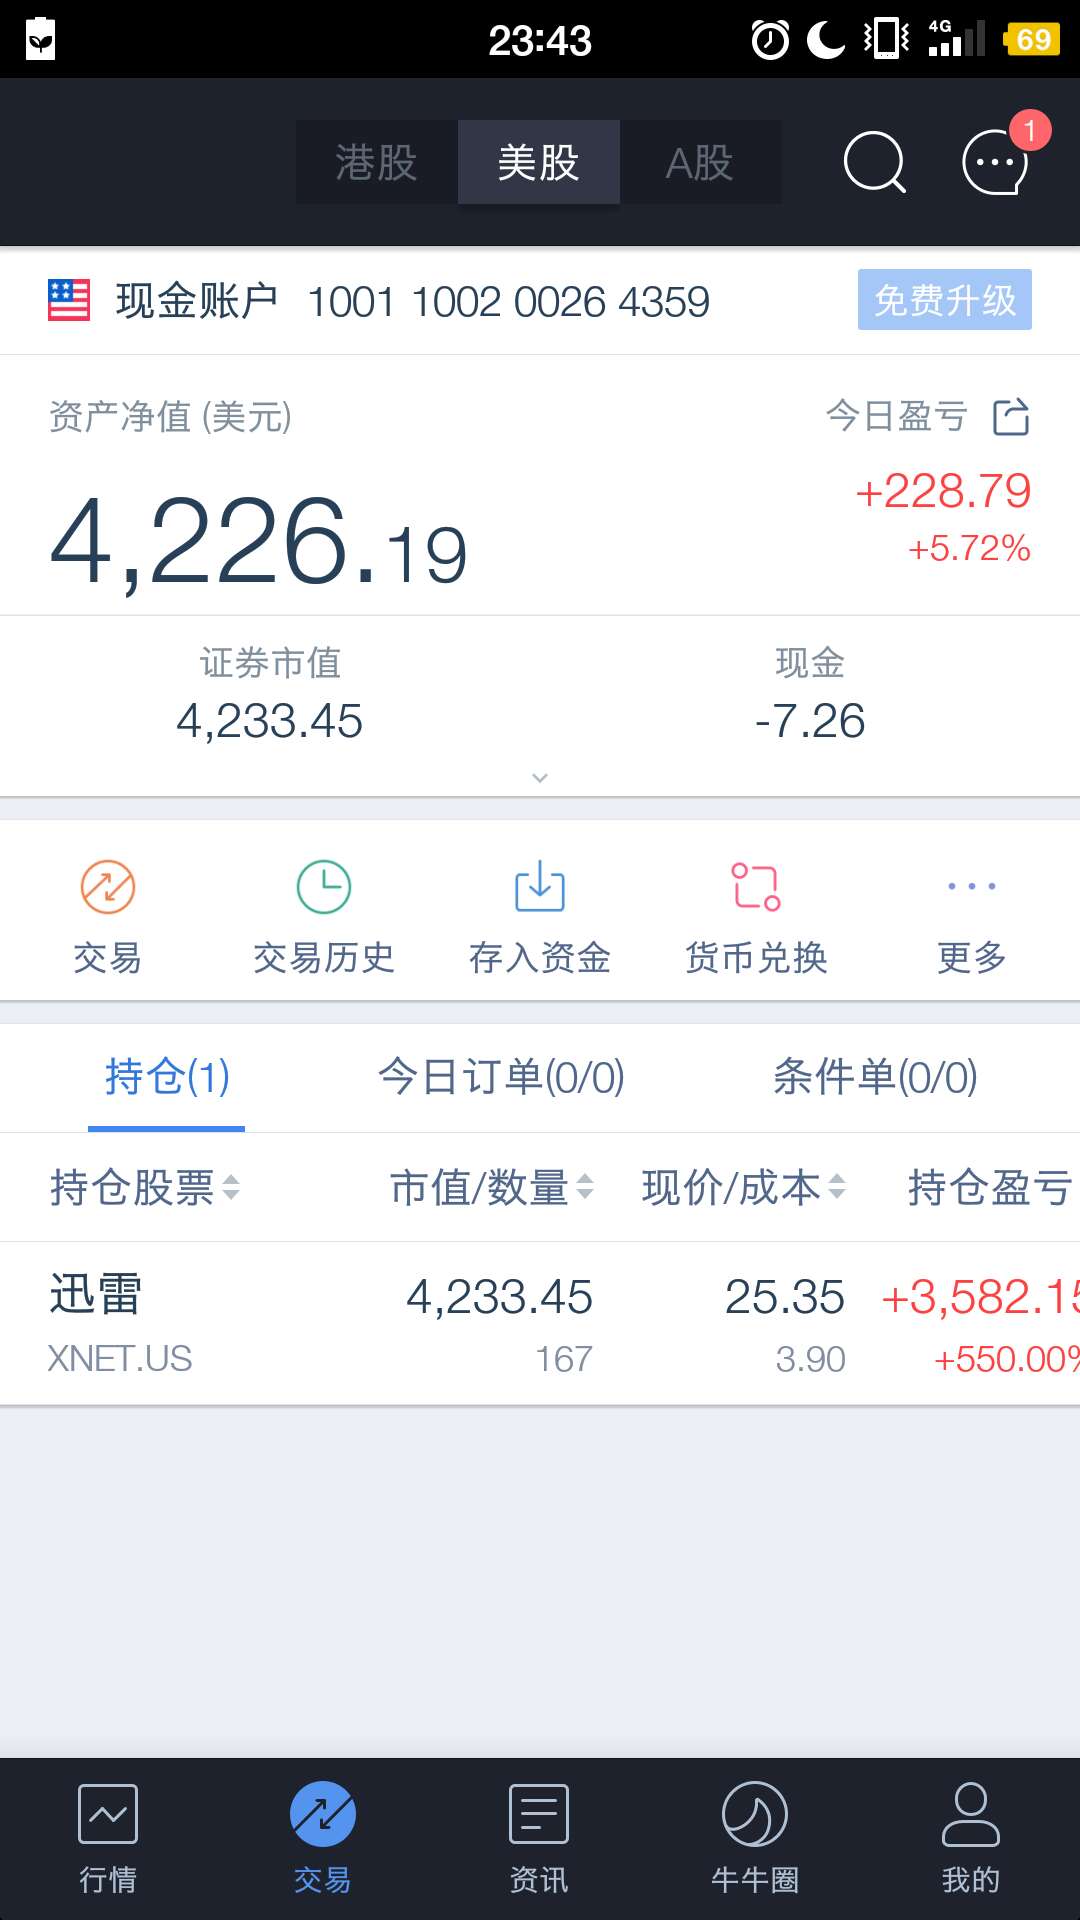 23:43 4G 69
港股 美股 A股 1
现金账户 1001 1002 0026 4359 免费升级
资产净值 (美元) 今日盈亏
4,226.19 +228.79
+5.72%
证券市值 现金
4,233.45 -7.26
交易 交易历史 存入资金 货币兑换 更多
持仓(1) 今日订单(0/0) 条件单(0/0)
持仓股票 市值/数量 现价/成本 持仓盈亏
迅雷 4,233.45 25.35 +3,582.15
XNET.US 167 3.90 +550.00%
行情 交易 资讯 牛牛圈 我的